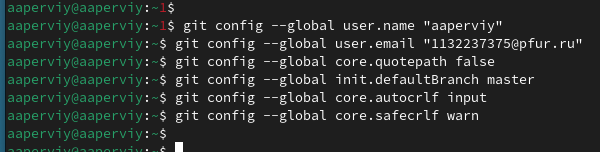 aaperviy@aaperviy:~1$
aaperviy@aaperviy:~1$ git config --global user.name "aaperviy"
aaperviy@aaperviy:~$ git config --global user.email "1132237375@pfur.ru"
aaperviy@aaperviy:~$ git config --global core.quotepath false
aaperviy@aaperviy:~$ git config --global init.defaultBranch master
aaperviy@aaperviy:~$ git config --global core.autocrlf input
aaperviy@aaperviy:~$ git config --global core.safecrlf warn
aaperviy@aaperviy:~$
aaperviy@aaperviy:~$